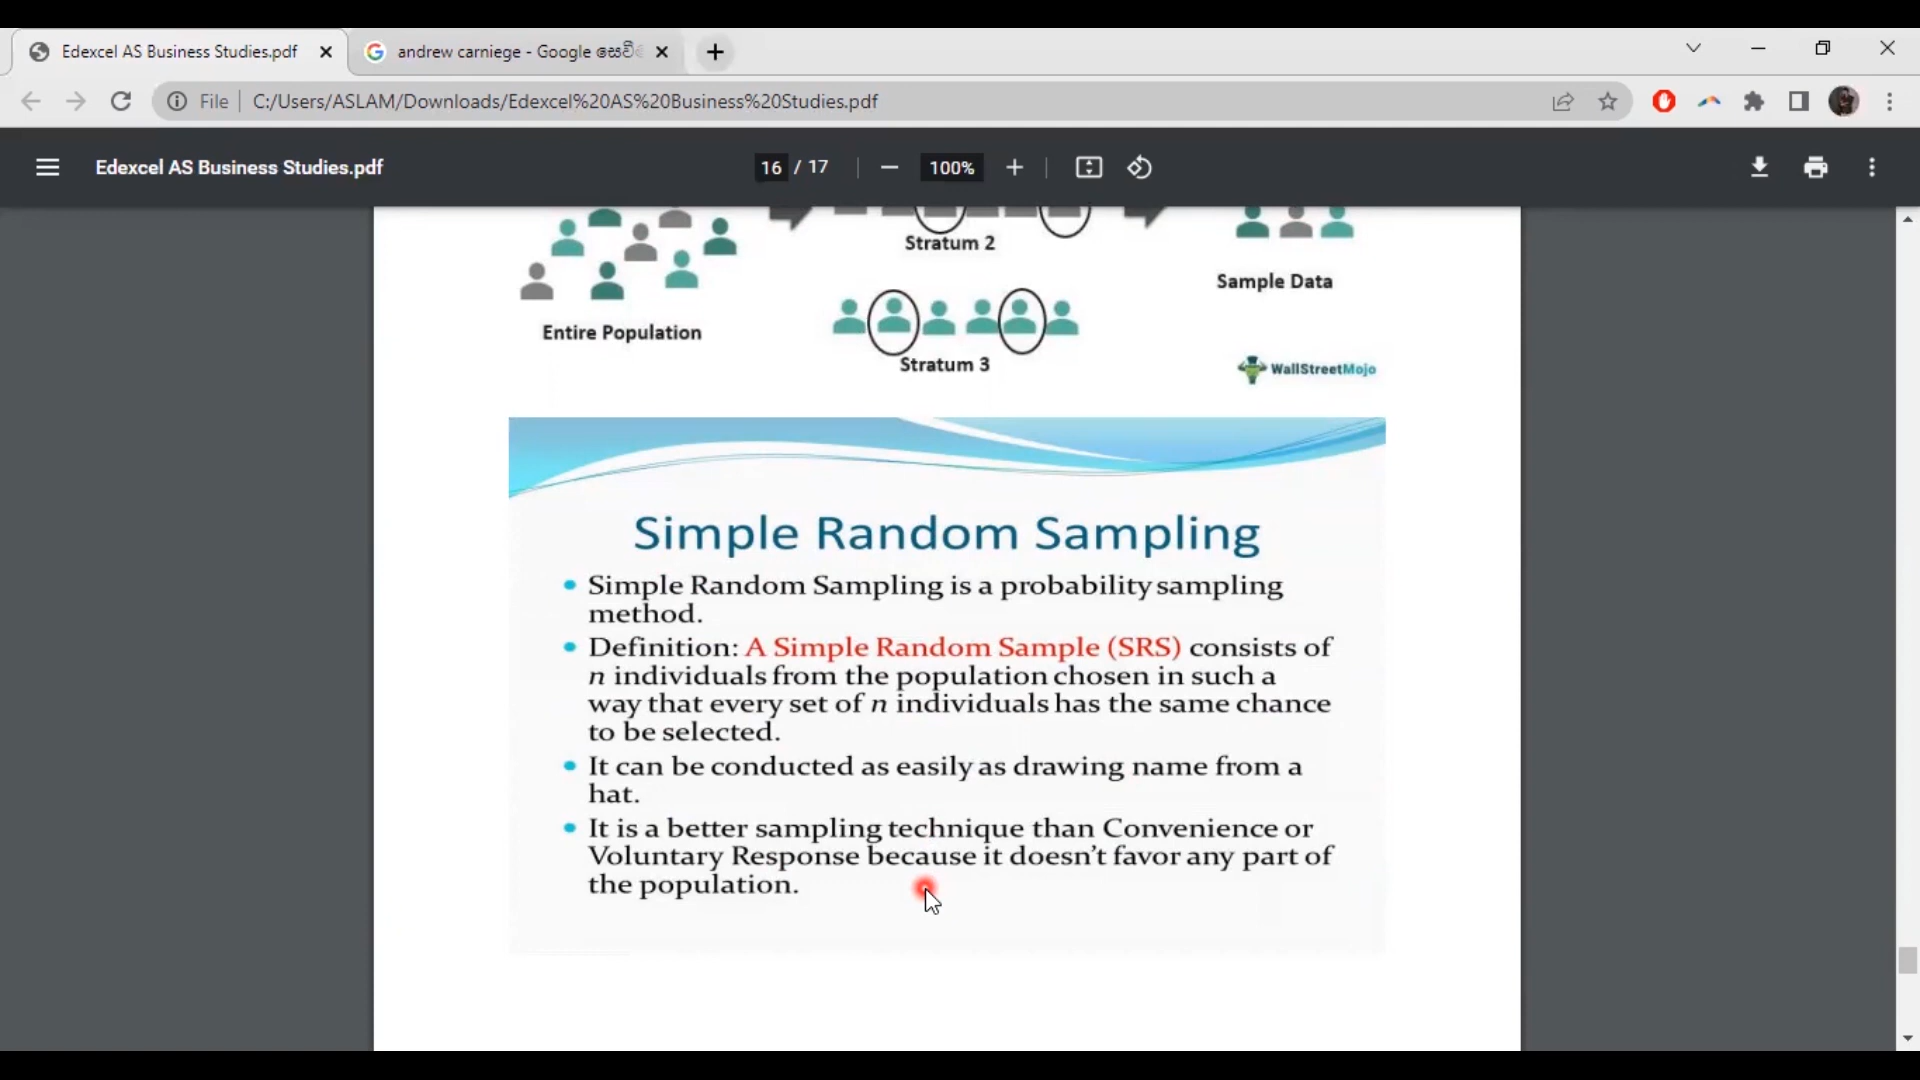 Edexcel AS Business Studies.pdf
andrew carniege - Google සෙවී
File
C:/Users/ASLAM/Downloads/Edexcel%20AS%20Business%20Studies.pdf
Edexcel AS Business Studies.pdf
16 / 17
100%
Stratum 2
Sample Data
Entire Population
Stratum 3
WallStreetMojo
Simple Random Sampling
• Simple Random Sampling is a probability sampling
method.
• Definition: A Simple Random Sample (SRS) consists of
n individuals from the population chosen in such a
way that every set of n individuals has the same chance
to be selected.
• It can be conducted as easily as drawing name from a
hat.
• It is a better sampling technique than Convenience or
Voluntary Response because it doesn't favor any part of
the population.